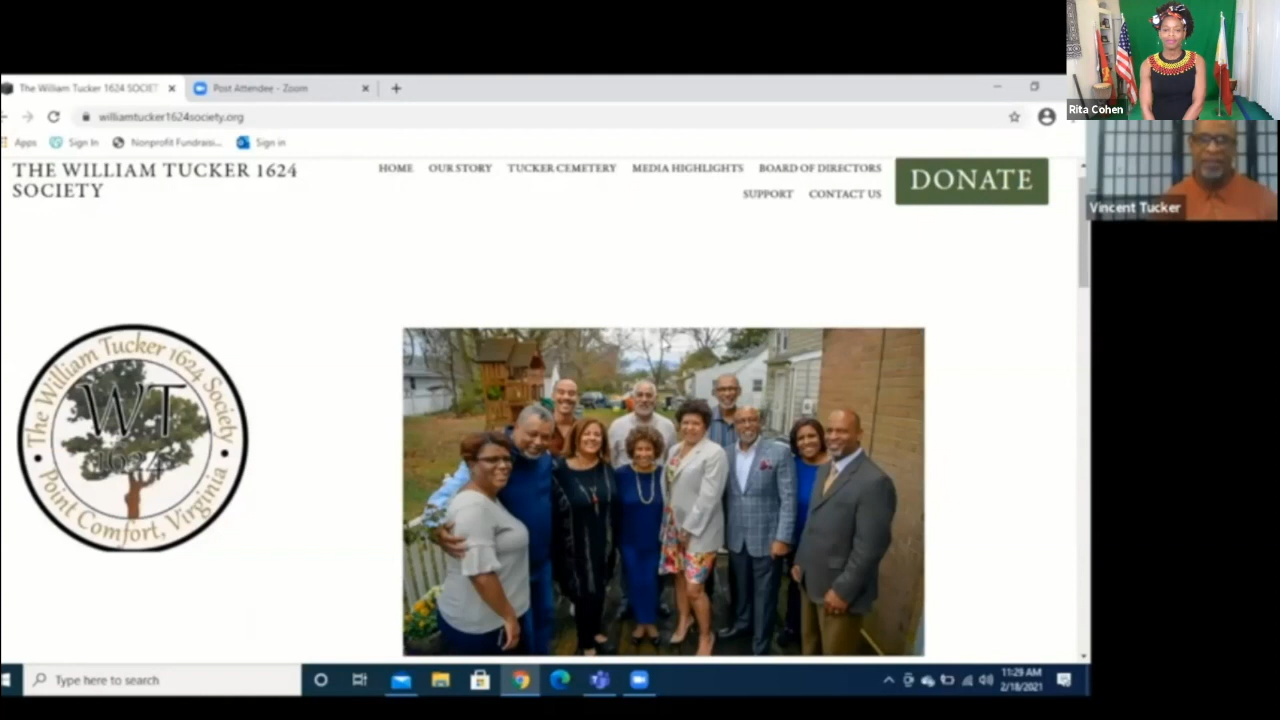 Rita Cohen
Vincent Tucker
The William Tucker 1624 SOCIET
Post Attendee - Zoom
williamtucker1624society.org
Apps
Sign In
Nonprofit Fundraisi...
Sign in
THE WILLIAM TUCKER 1624
SOCIETY
HOME OUR STORY TUCKER CEMETERY MEDIA HIGHLIGHTS BOARD OF DIRECTORS
SUPPORT CONTACT US
DONATE
The William Tucker 1624 Society
WT
1624
Point Comfort, Virginia
Type here to search
11:29 AM
2/18/2021